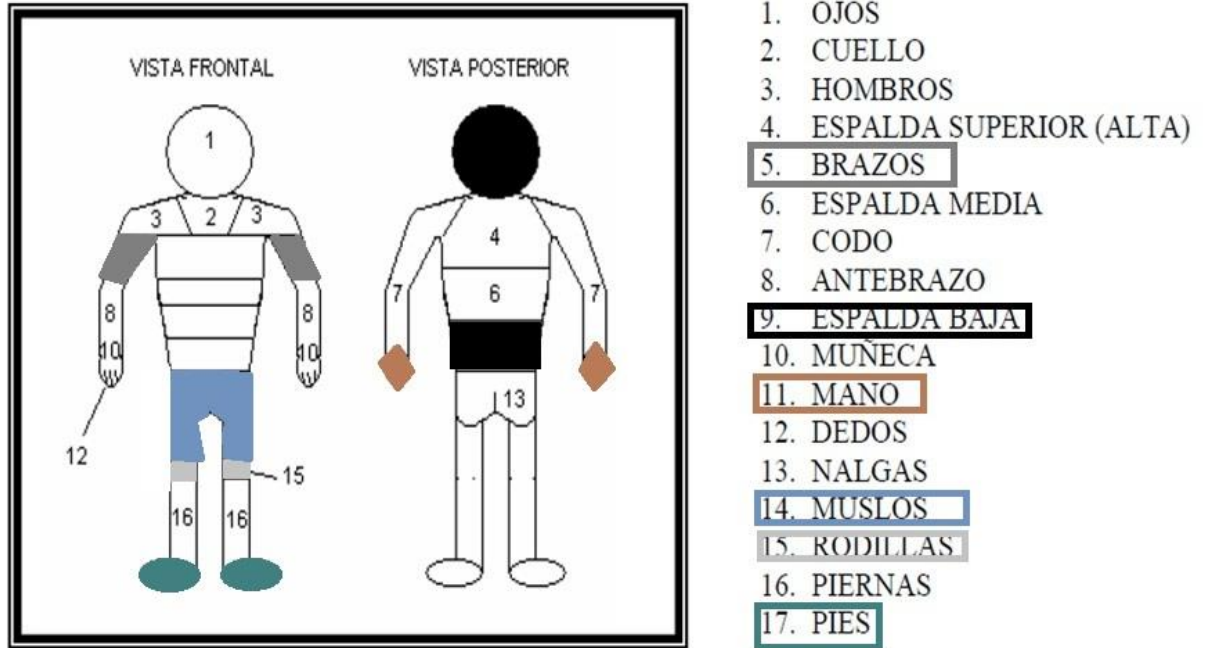 VISTA FRONTAL
VISTA POSTERIOR
1
3 2 3
4
8 8
7 6 7
10 10
13
12
15
16 16
1. OJOS
2. CUELLO
3. HOMBROS
4. ESPALDA SUPERIOR (ALTA)
5. BRAZOS
6. ESPALDA MEDIA
7. CODO
8. ANTEBRAZO
9. ESPALDA BAJA
10. MUÑECA
11. MANO
12. DEDOS
13. NALGAS
14. MUSLOS
15. RODILLAS
16. PIERNAS
17. PIES